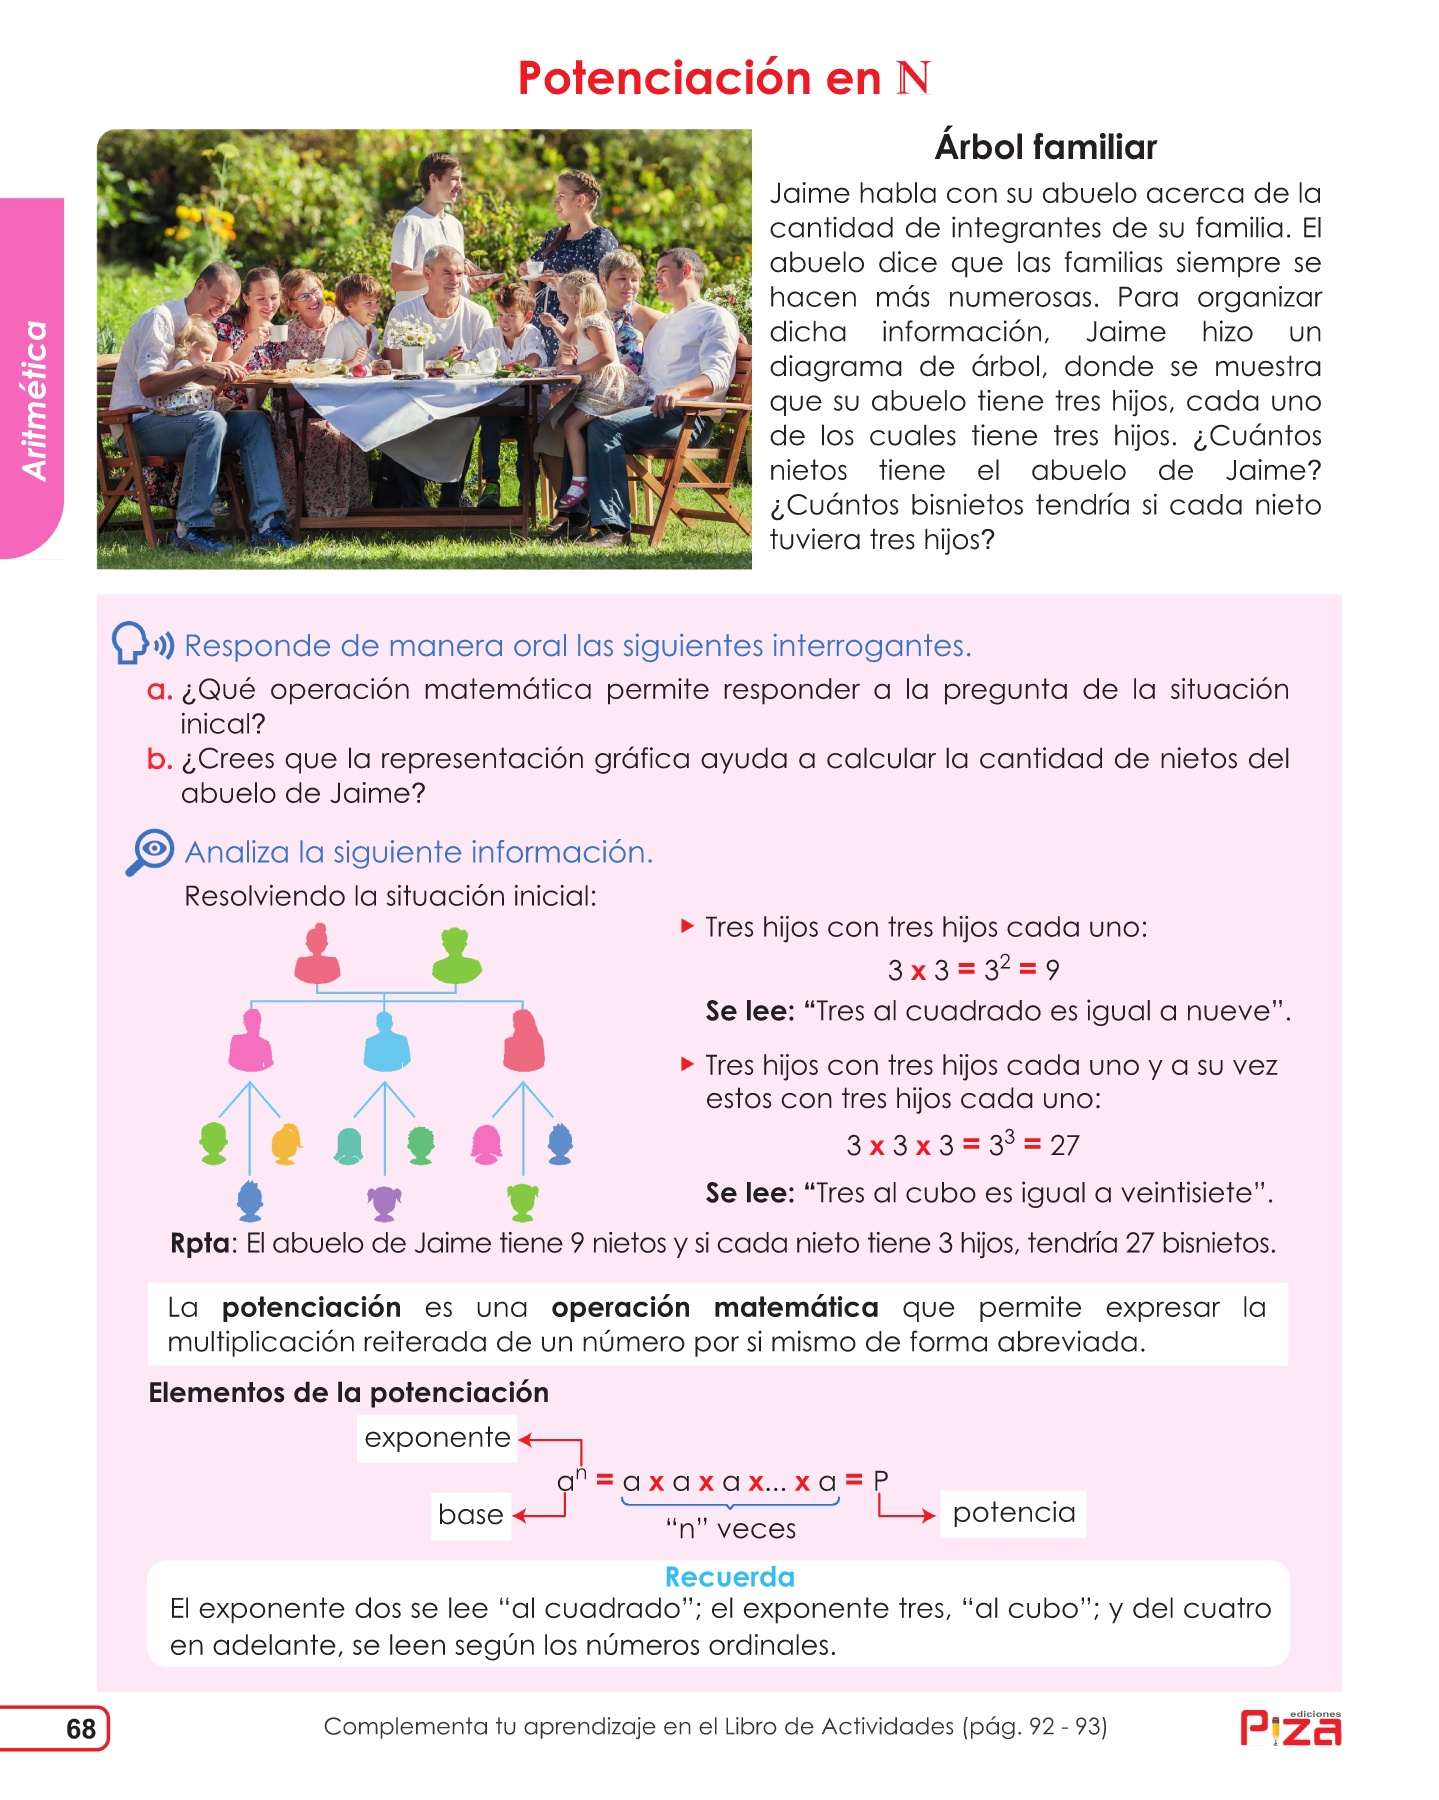 Potenciación en ℕ
Aritmética
Árbol familiar
Jaime habla con su abuelo acerca de la
cantidad de integrantes de su familia. El
abuelo dice que las familias siempre se
hacen más numerosas. Para organizar
dicha información, Jaime hizo un
diagrama de árbol, donde se muestra
que su abuelo tiene tres hijos, cada uno
de los cuales tiene tres hijos. ¿Cuántos
nietos tiene el abuelo de Jaime?
¿Cuántos bisnietos tendría si cada nieto
tuviera tres hijos?
Responde de manera oral las siguientes interrogantes.
a. ¿Qué operación matemática permite responder a la pregunta de la situación
inical?
b. ¿Crees que la representación gráfica ayuda a calcular la cantidad de nietos del
abuelo de Jaime?
Analiza la siguiente información.
Resolviendo la situación inicial:
Tres hijos con tres hijos cada uno:
3 x 3 = 3² = 9
Se lee: “Tres al cuadrado es igual a nueve”.
Tres hijos con tres hijos cada uno y a su vez
estos con tres hijos cada uno:
3 x 3 x 3 = 3³ = 27
Se lee: “Tres al cubo es igual a veintisiete”.
Rpta: El abuelo de Jaime tiene 9 nietos y si cada nieto tiene 3 hijos, tendría 27 bisnietos.
La potenciación es una operación matemática que permite expresar la
multiplicación reiterada de un número por si mismo de forma abreviada.
Elementos de la potenciación
exponente
aⁿ = a x a x a x... x a = P
base
“n” veces
potencia
Recuerda
El exponente dos se lee “al cuadrado”; el exponente tres, “al cubo”; y del cuatro
en adelante, se leen según los números ordinales.
68
Complementa tu aprendizaje en el Libro de Actividades (pág. 92 - 93)
ediciones
Piza